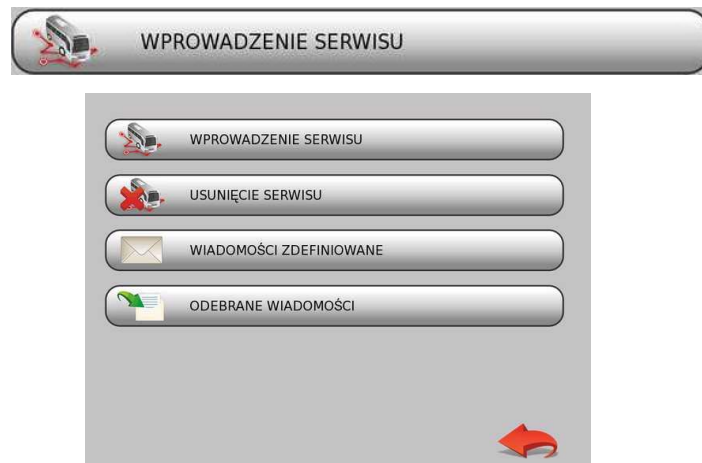 WPROWADZENIE SERWISU
WPROWADZENIE SERWISU
USUNIĘCIE SERWISU
WIADOMOŚCI ZDEFINIOWANE
ODEBRANE WIADOMOŚCI